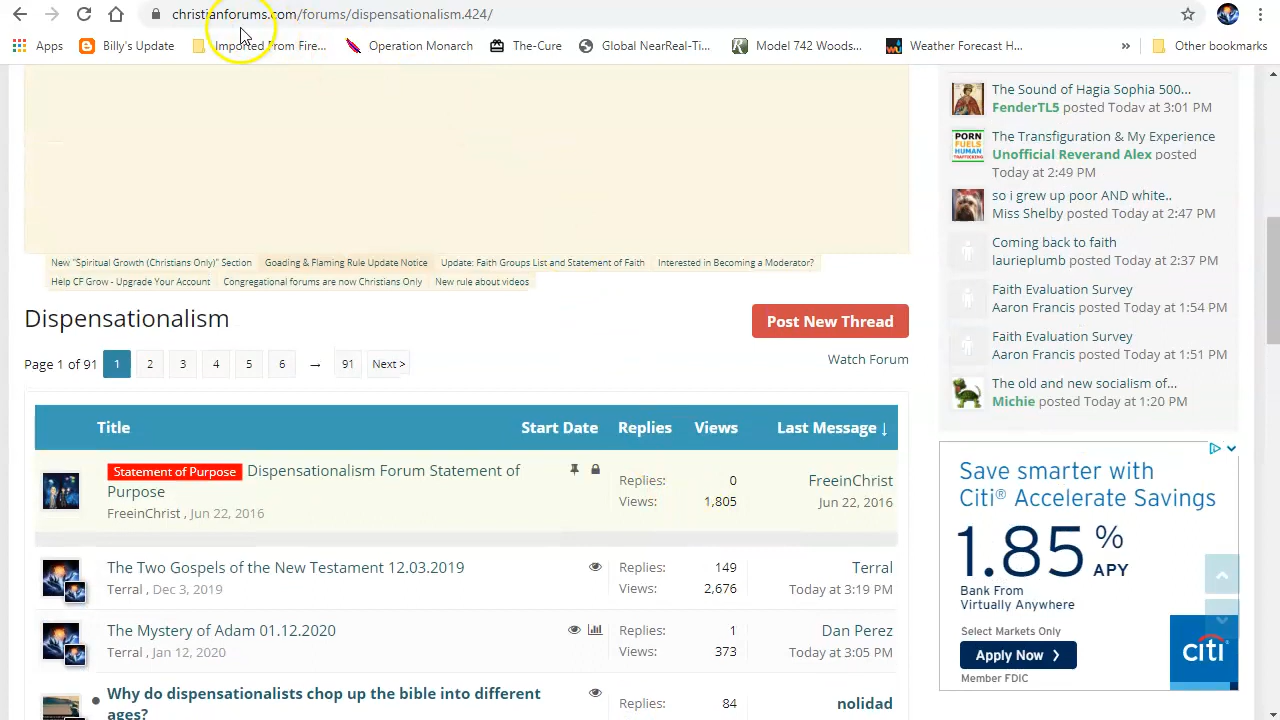 christianforums.com/forums/dispensationalism.424/
Apps
Billy's Update
Imported From Fire...
Operation Monarch
The-Cure
Global NearReal-Ti...
Model 742 Woods...
Weather Forecast H...
»
Other bookmarks
New "Spiritual Growth (Christians Only)" Section
Goading & Flaming Rule Update Notice
Update: Faith Groups List and Statement of Faith
Interested in Becoming a Moderator?
Help CF Grow - Upgrade Your Account
Congregational forums are now Christians Only
New rule about videos
Dispensationalism
Post New Thread
Page 1 of 91
1
2
3
4
5
6
→
91
Next >
Watch Forum
Title
Start Date
Replies
Views
Last Message ↓
Statement of Purpose Dispensationalism Forum Statement of
Purpose
FreeinChrist , Jun 22, 2016
Replies: 0
Views: 1,805
FreeinChrist
Jun 22, 2016
The Two Gospels of the New Testament 12.03.2019
Terral , Dec 3, 2019
Replies: 149
Views: 2,676
Terral
Today at 3:19 PM
The Mystery of Adam 01.12.2020
Terral , Jan 12, 2020
Replies: 1
Views: 373
Dan Perez
Today at 3:05 PM
Why do dispensationalists chop up the bible into different
ages?
Replies: 84
nolidad
The Sound of Hagia Sophia 500...
FenderTL5 posted Today at 3:01 PM
PORN
FUELS
HUMAN
TRAFFICKING
The Transfiguration & My Experience
Unofficial Reverand Alex posted
Today at 2:49 PM
so i grew up poor AND white..
Miss Shelby posted Today at 2:47 PM
Coming back to faith
laurieplumb posted Today at 2:37 PM
Faith Evaluation Survey
Aaron Francis posted Today at 1:54 PM
Faith Evaluation Survey
Aaron Francis posted Today at 1:51 PM
The old and new socialism of...
Michie posted Today at 1:20 PM
Save smarter with
Citi® Accelerate Savings
1.85%
APY
Bank From
Virtually Anywhere
Select Markets Only
Apply Now >
Member FDIC
citi